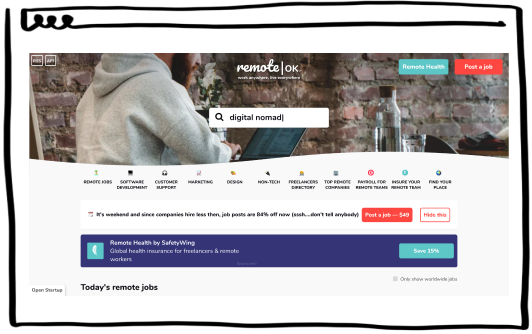 RSS API
remote|OK
work anywhere, live everywhere
Remote Health
Post a job
digital nomad
REMOTE JOBS
SOFTWARE
DEVELOPMENT
CUSTOMER
SUPPORT
MARKETING
DESIGN
NON-TECH
FREELANCERS
DIRECTORY
TOP REMOTE
COMPANIES
PAYROLL FOR
REMOTE TEAMS
INSURE YOUR
REMOTE TEAM
FIND YOUR
PLACE
It's weekend and since companies hire less then, job posts are 84% off now (sssh....don't tell anybody)
Post a job — $49
Hide this
Remote Health by SafetyWing
Global health insurance for freelancers & remote
workers
Save 15%
Only show worldwide jobs
Open Startup
Today's remote jobs